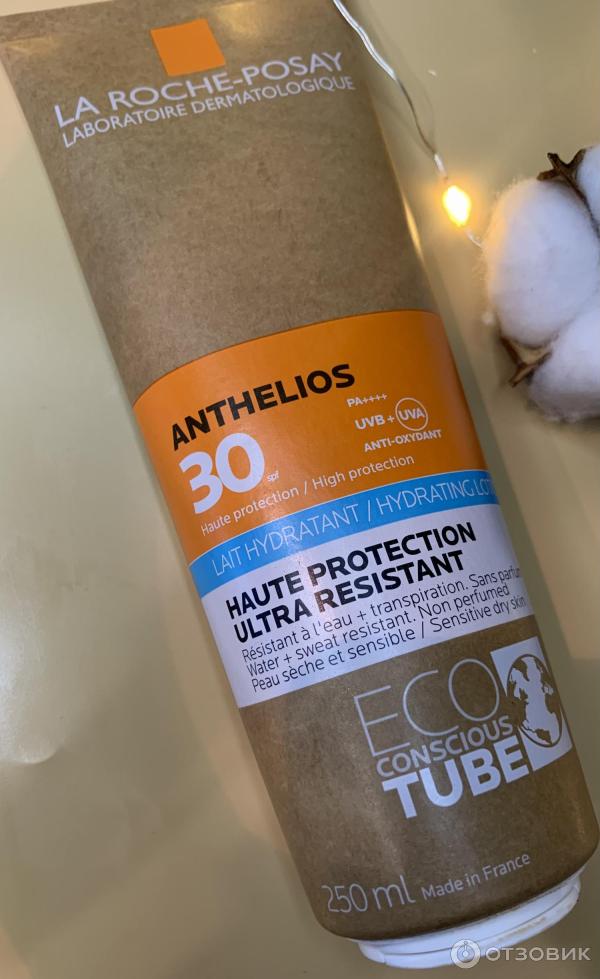 LA ROCHE-POSAY
LABORATOIRE DERMATOLOGIQUE
ANTHELIOS
30 spf
PA++++
UVB + UVA
ANTI-OXYDANT
Haute protection / High protection
LAIT HYDRATANT / HYDRATING
HAUTE PROTECTION
ULTRA RESISTANT
Résistant à l'eau + transpiration. Sans
Water + sweat resistant. Non perfumed
Peau sèche et sensible / Sensitive dry skin
ECO
CONSCIOUS
TUBE
250 ml Made in France
ОТЗОВИК